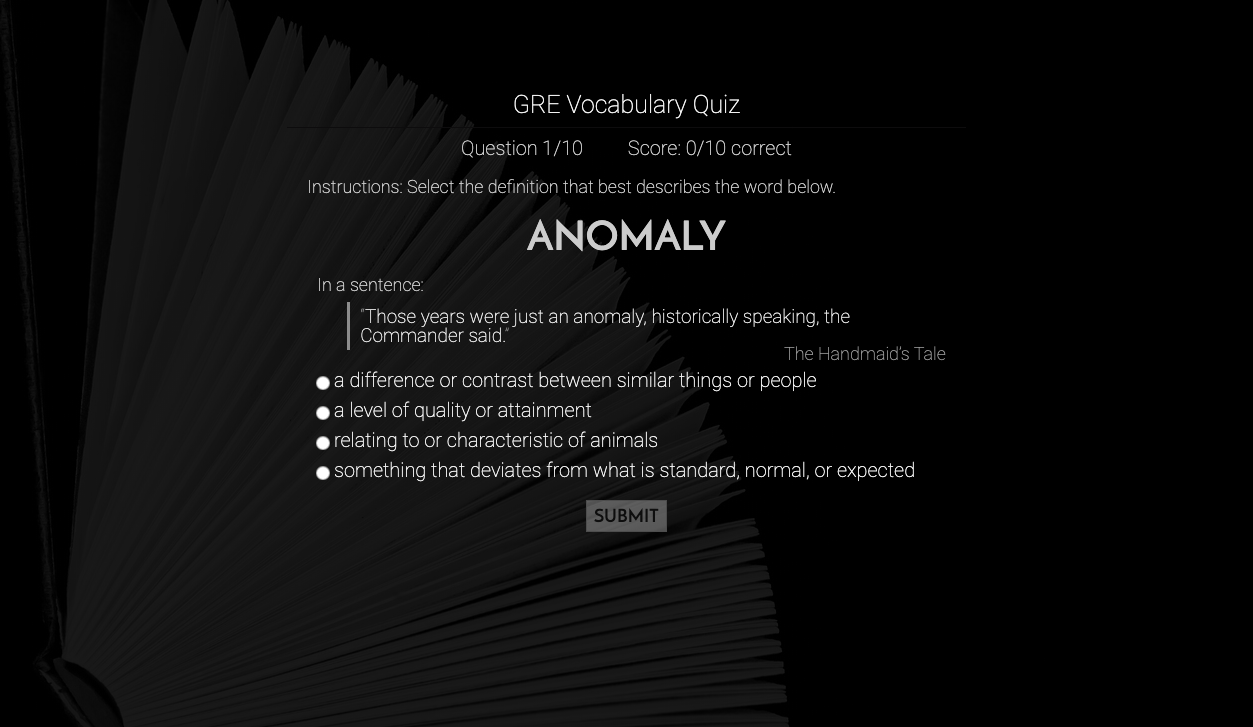 GRE Vocabulary Quiz
Question 1/10 Score: 0/10 correct
Instructions: Select the definition that best describes the word below.
ANOMALY
In a sentence:
"Those years were just an anomaly, historically speaking, the
Commander said."
The Handmaid's Tale
a difference or contrast between similar things or people
a level of quality or attainment
relating to or characteristic of animals
something that deviates from what is standard, normal, or expected
SUBMIT